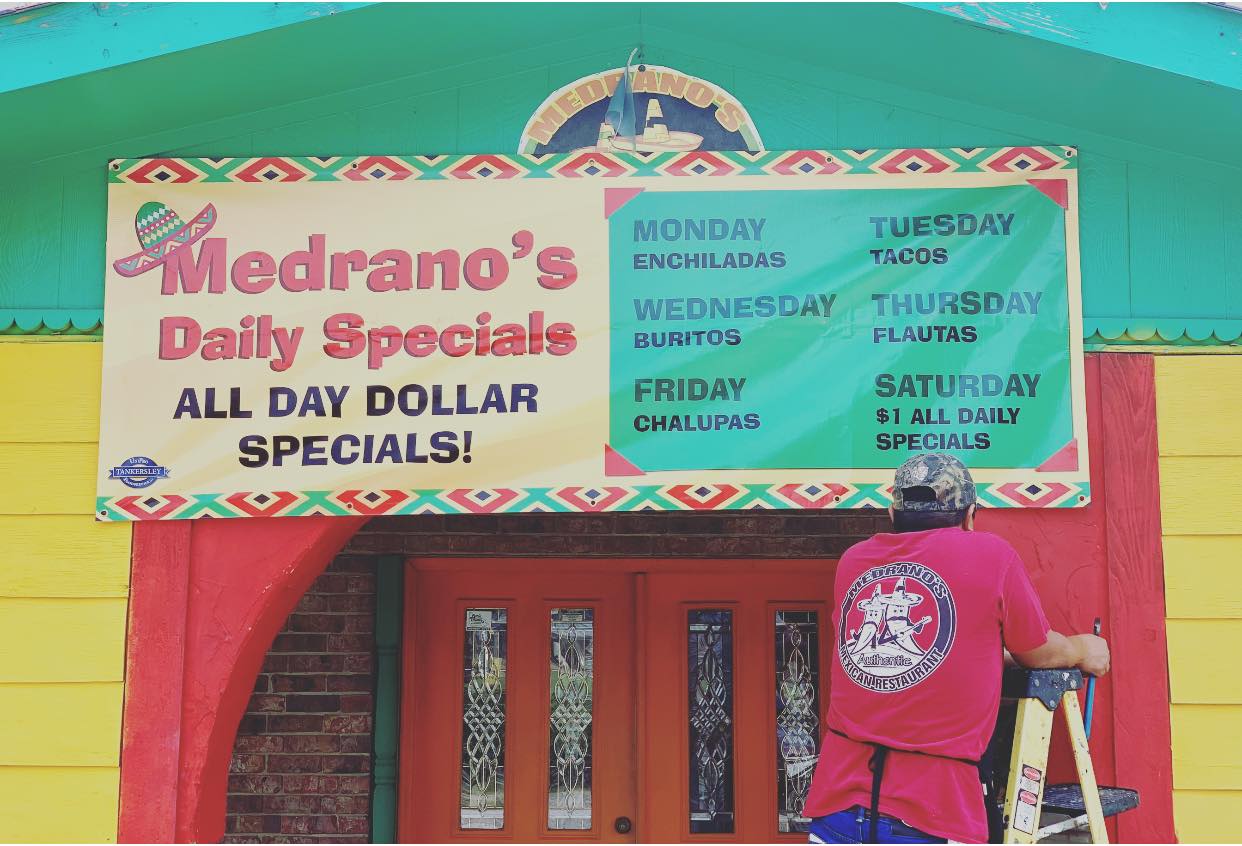 MEDRANO'S
Medrano's
Daily Specials
ALL DAY DOLLAR
SPECIALS!
TANKERSLEY
MONDAY
ENCHILADAS
TUESDAY
TACOS
WEDNESDAY
BURITOS
THURSDAY
FLAUTAS
FRIDAY
CHALUPAS
SATURDAY
$1 ALL DAILY
SPECIALS
MEDRANO'S
Authentic
MEXICAN RESTAURANT